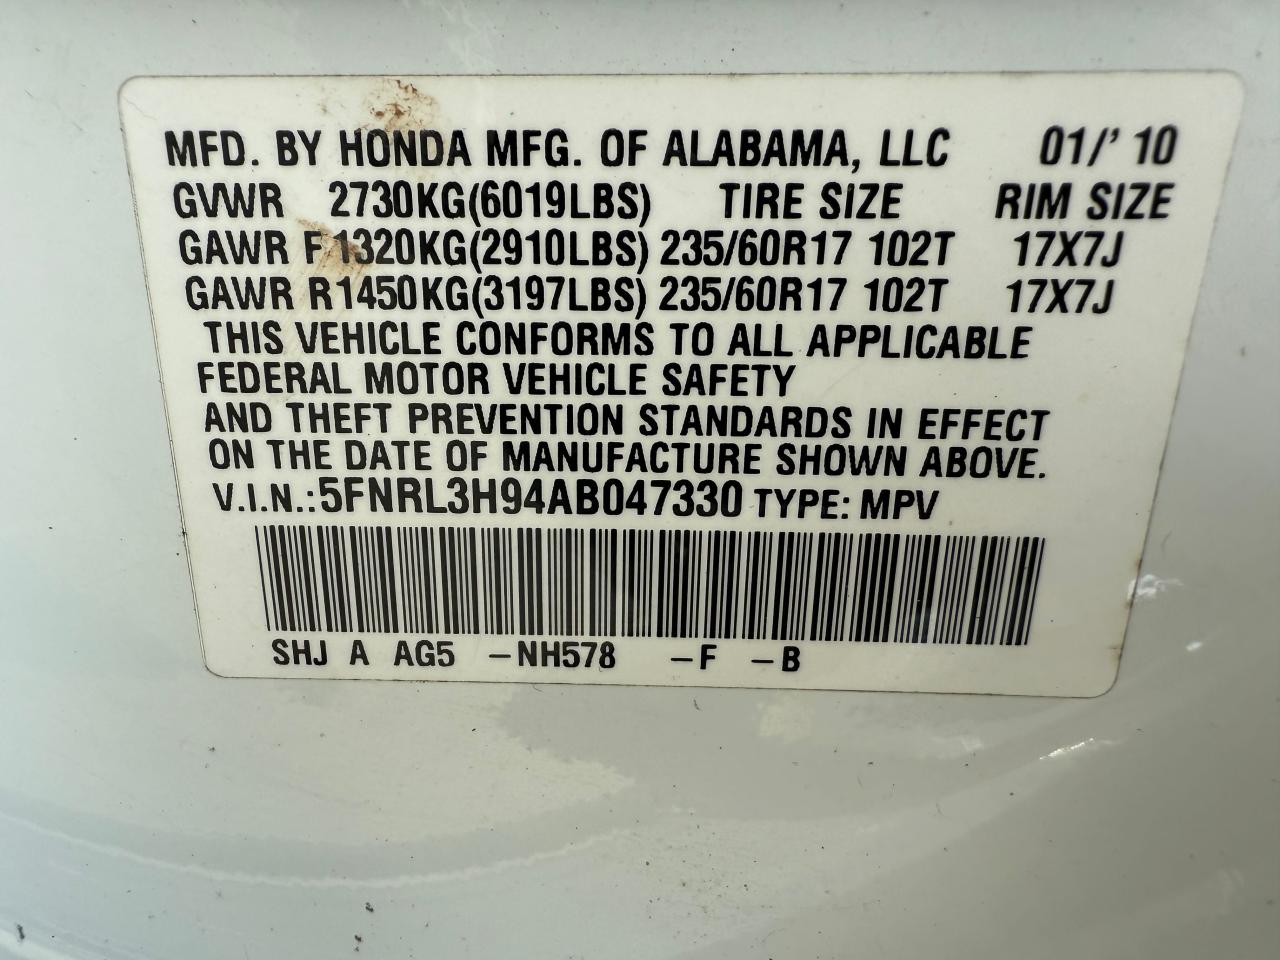 MFD. BY HONDA MFG. OF ALABAMA, LLC 01/' 10
GVWR 2730KG(6019LBS) TIRE SIZE RIM SIZE
GAWR F 1320KG(2910LBS) 235/60R17 102T 17X7J
GAWR R1450KG(3197LBS) 235/60R17 102T 17X7J
THIS VEHICLE CONFORMS TO ALL APPLICABLE
FEDERAL MOTOR VEHICLE SAFETY
AND THEFT PREVENTION STANDARDS IN EFFECT
ON THE DATE OF MANUFACTURE SHOWN ABOVE.
V.I.N.:5FNRL3H94AB047330 TYPE: MPV
SHJ A AG5 -NH578 -F -B